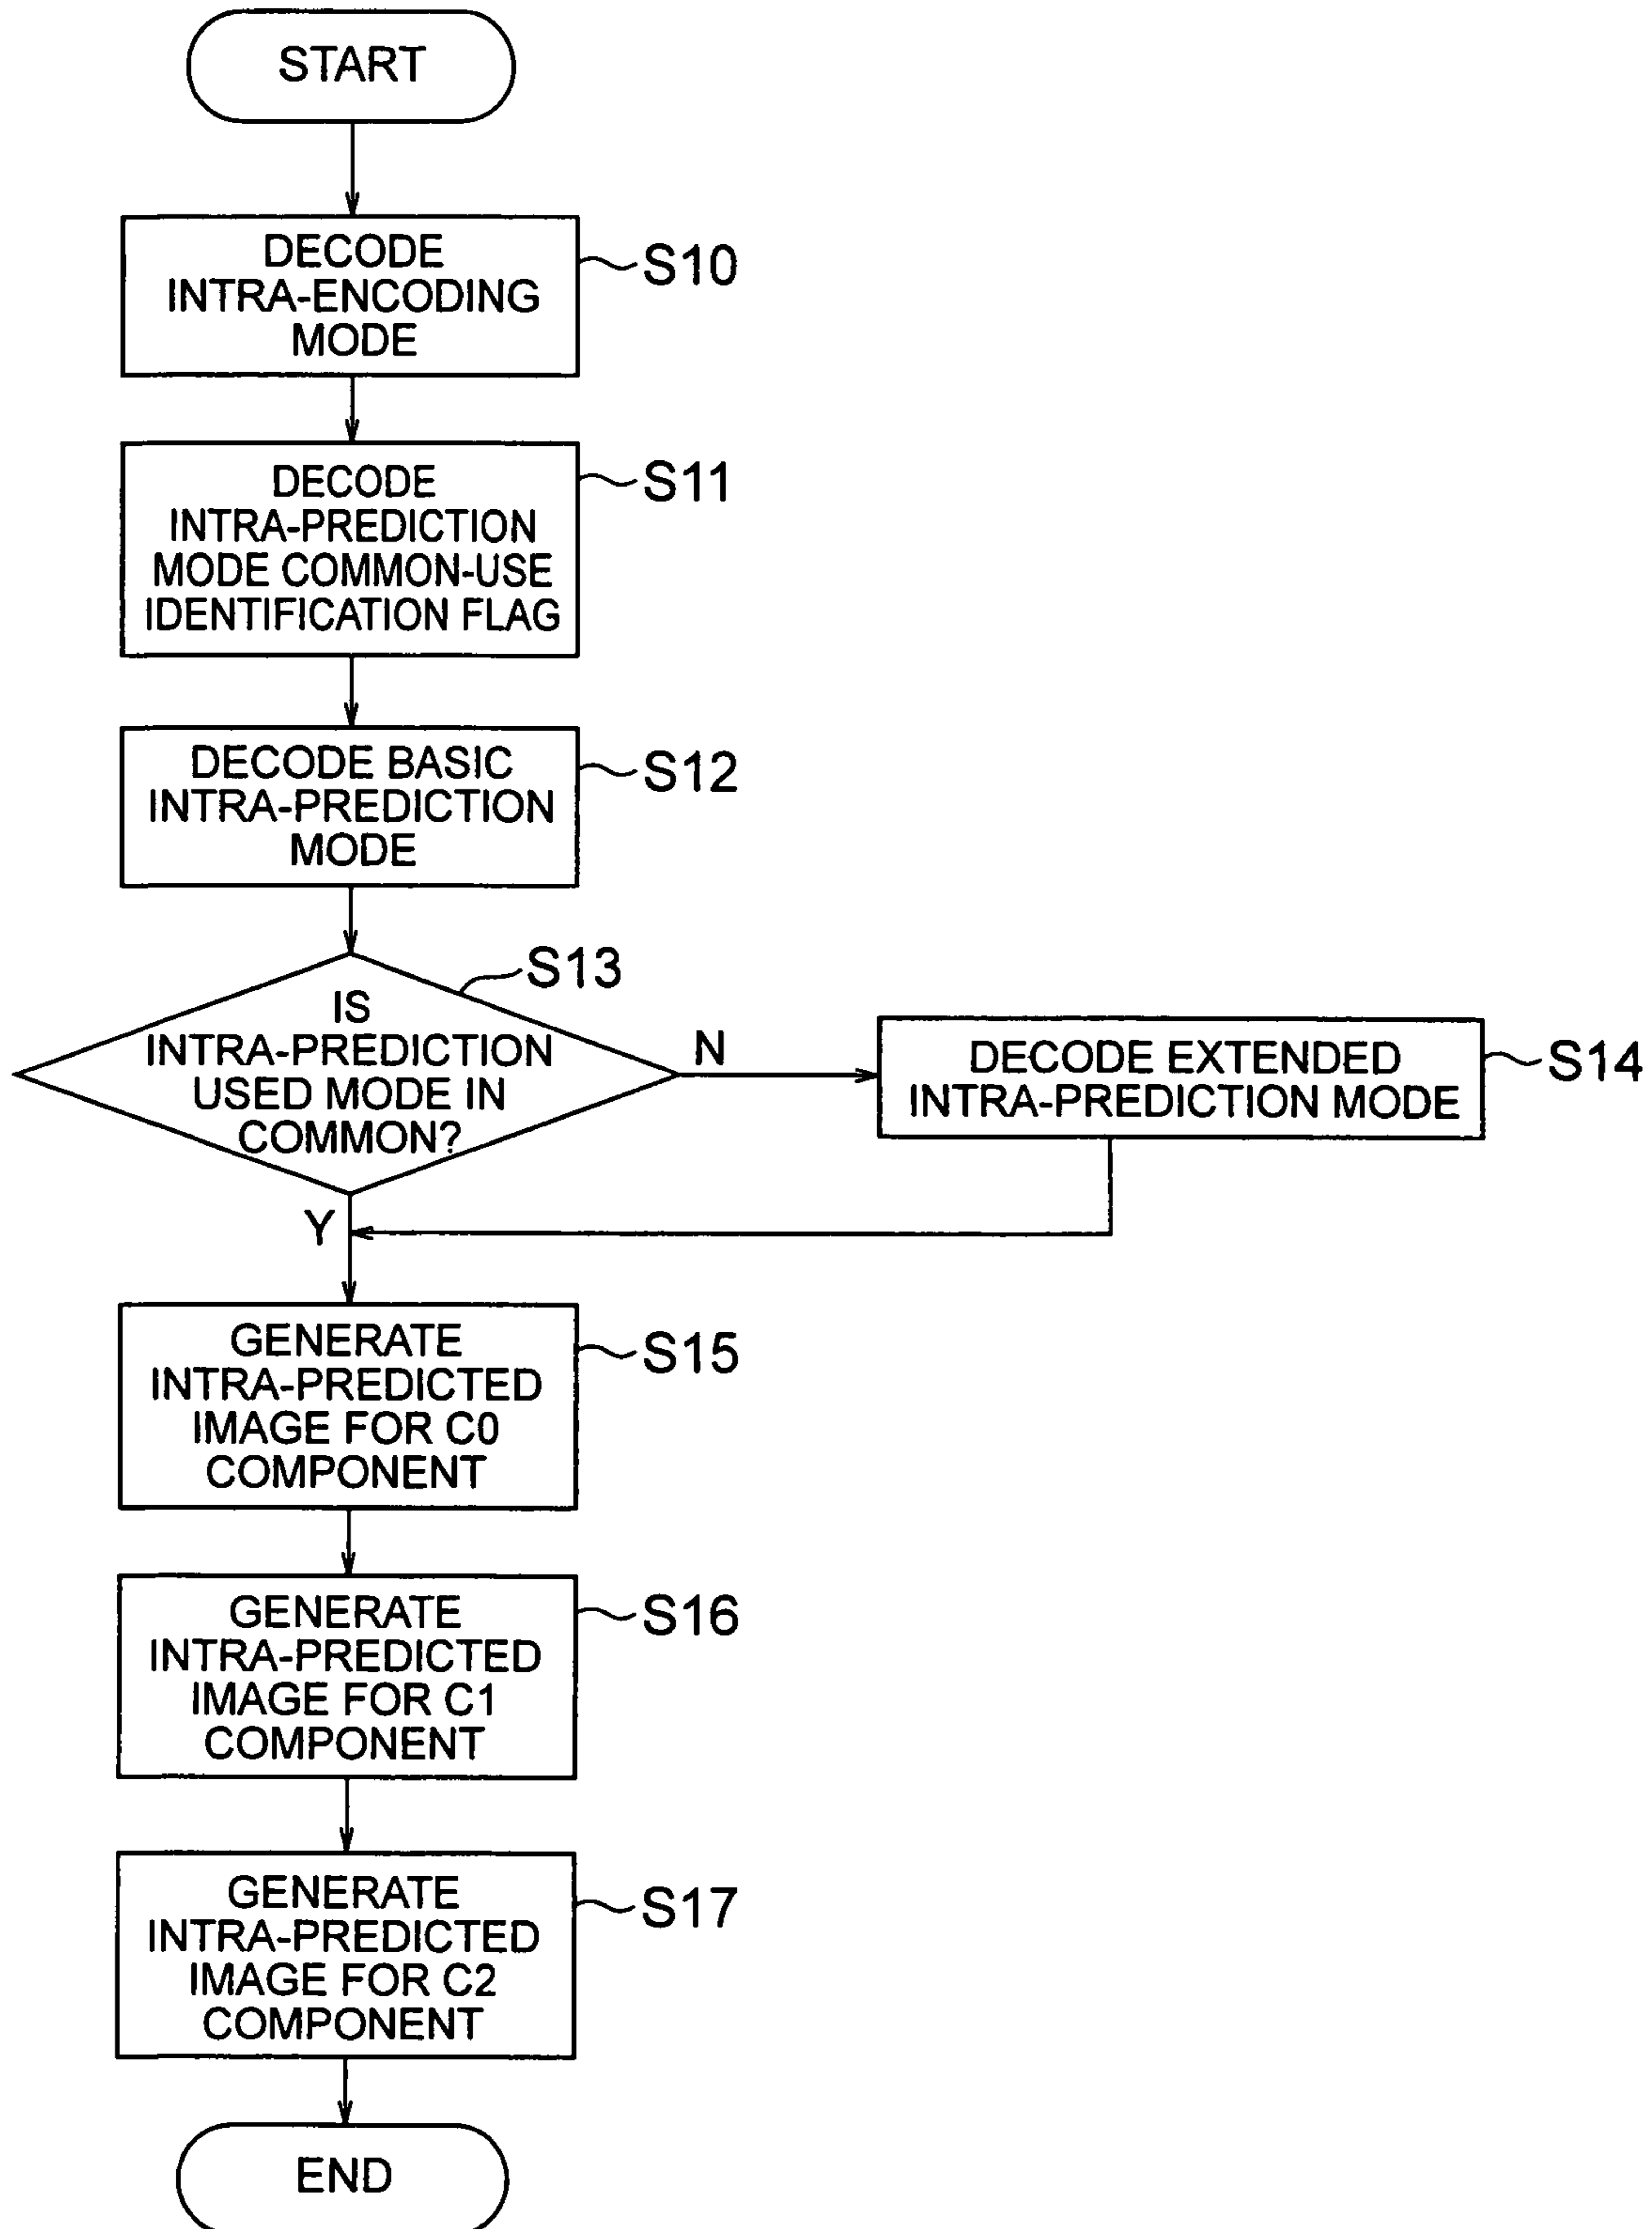 START
DECODE
INTRA-ENCODING
MODE
S10
DECODE
INTRA-PREDICTION
MODE COMMON-USE
IDENTIFICATION FLAG
S11
DECODE BASIC
INTRA-PREDICTION
MODE
S12
IS
INTRA-PREDICTION
USED MODE IN
COMMON?
S13
N
DECODE EXTENDED
INTRA-PREDICTION MODE
S14
Y
GENERATE
INTRA-PREDICTED
IMAGE FOR C0
COMPONENT
S15
GENERATE
INTRA-PREDICTED
IMAGE FOR C1
COMPONENT
S16
GENERATE
INTRA-PREDICTED
IMAGE FOR C2
COMPONENT
S17
END